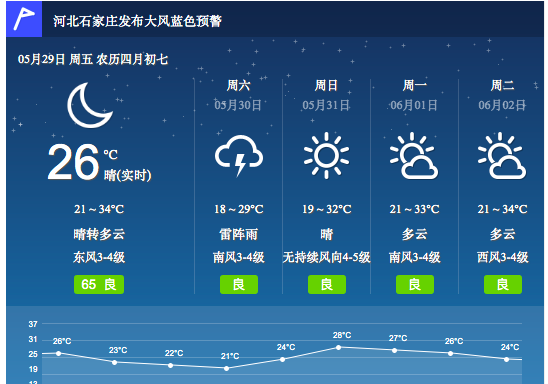 河北石家庄发布大风蓝色预警
05月29日 周五 农历四月初七
26 °C
晴(实时)
21～34°C
晴转多云
东风3-4级
65 良
周六
05月30日
18～29°C
雷阵雨
南风3-4级
良
周日
05月31日
19～32°C
晴
无持续风向4-5级
良
周一
06月01日
21～33°C
多云
南风3-4级
良
周二
06月02日
21～34°C
多云
西风3-4级
良
37
31
25
19
26°C
23°C
22°C
21°C
24°C
28°C
27°C
26°C
24°C